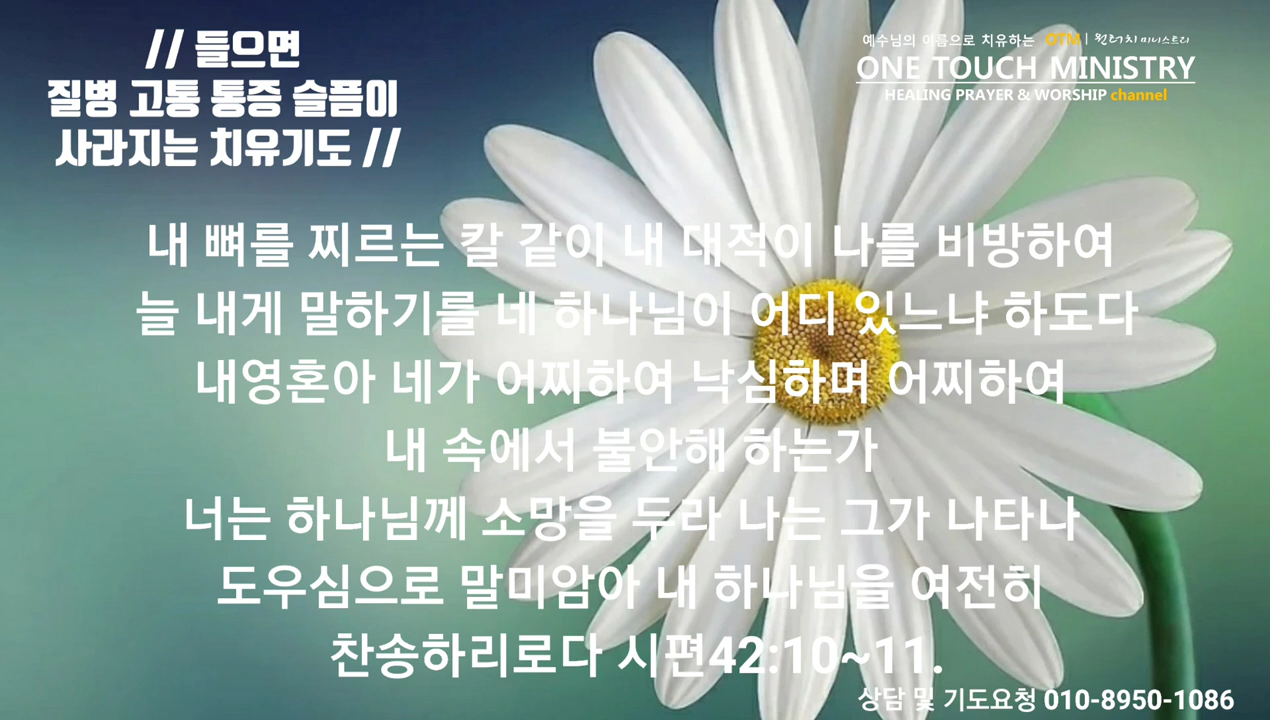 // 들으면
질병 고통 통증 슬픔이
사라지는 치유기도 //
예수님의 이름으로 치유하는 OTM | 원터치 미니스트리
ONE TOUCH MINISTRY
HEALING PRAYER & WORSHIP channel
내 뼈를 찌르는 칼 같이 내 대적이 나를 비방하여
늘 내게 말하기를 네 하나님이 어디 있느냐 하도다
내영혼아 네가 어찌하여 낙심하며 어찌하여
내 속에서 불안해 하는가
너는 하나님께 소망을 두라 나는 그가 나타나
도우심으로 말미암아 내 하나님을 여전히
찬송하리로다 시편42:10~11.
상담 및 기도요청 010-8950-1086